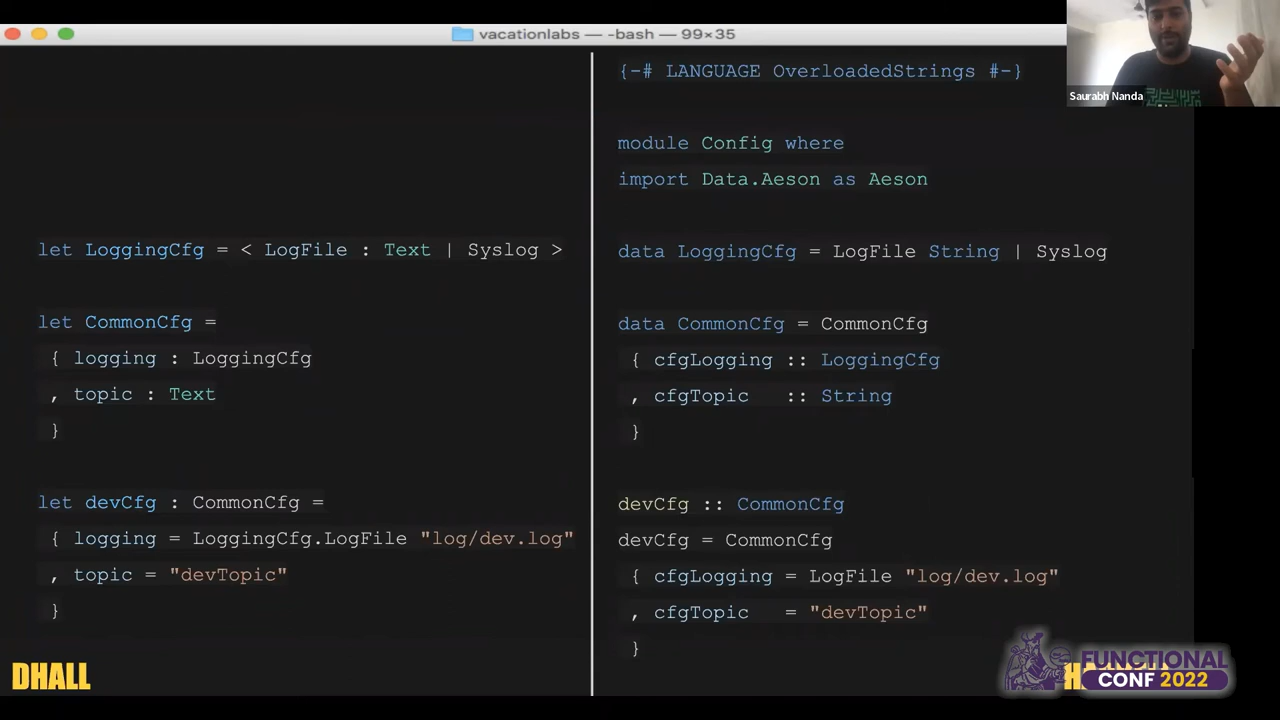 vacationlabs — -bash — 99×35
Saurabh Nanda
let LoggingCfg = < LogFile : Text | Syslog >
let CommonCfg =
{ logging : LoggingCfg
, topic : Text
}
let devCfg : CommonCfg =
{ logging = LoggingCfg.LogFile "log/dev.log"
, topic = "devTopic"
}
DHALL
{-# LANGUAGE OverloadedStrings #-}
module Config where
import Data.Aeson as Aeson
data LoggingCfg = LogFile String | Syslog
data CommonCfg = CommonCfg
{ cfgLogging :: LoggingCfg
, cfgTopic :: String
}
devCfg :: CommonCfg
devCfg = CommonCfg
{ cfgLogging = LogFile "log/dev.log"
, cfgTopic = "devTopic"
}
FUNCTIONAL
CONF 2022